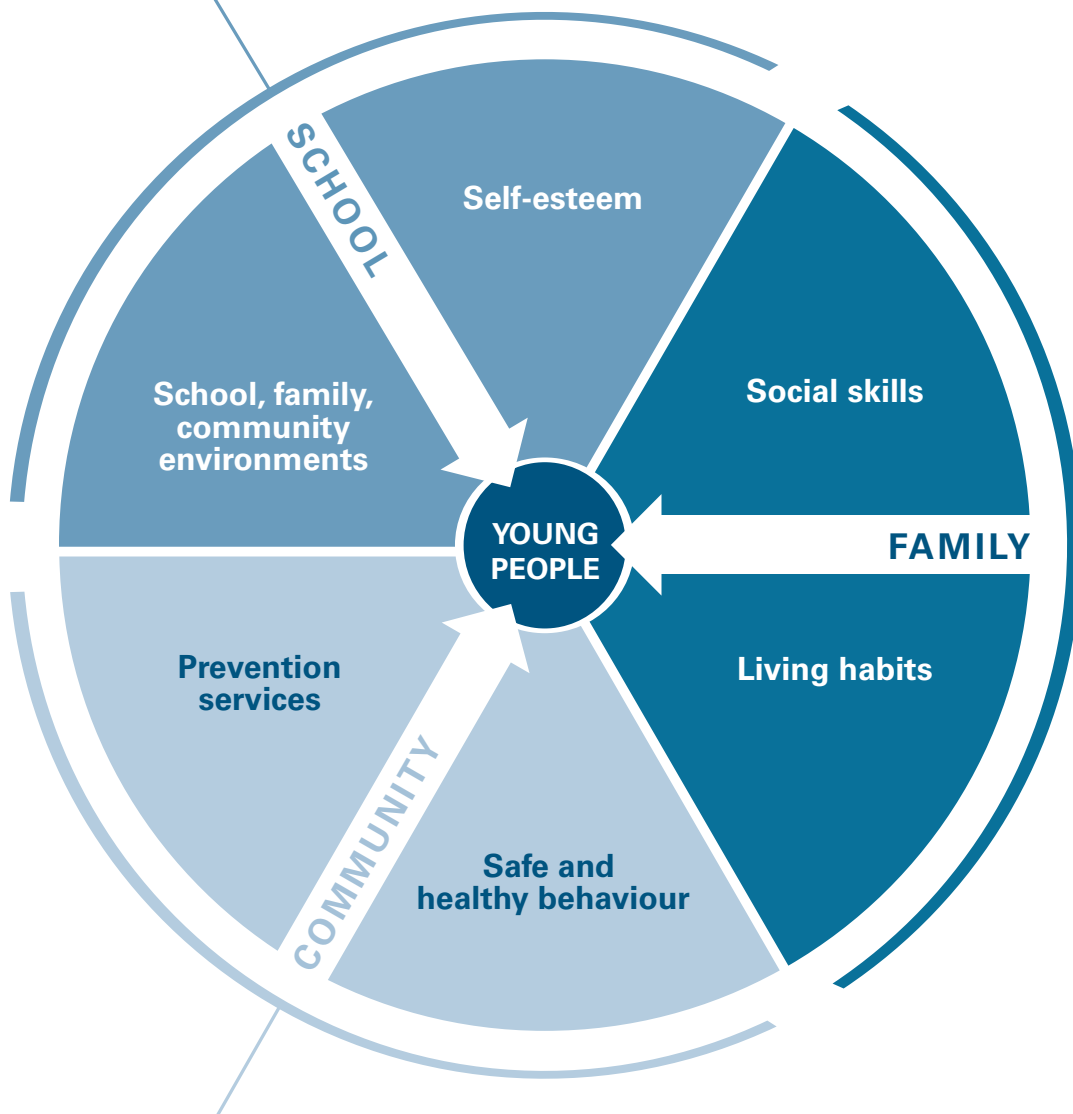 SCHOOL
Self-esteem
School, family,
community
environments
Social skills
YOUNG
PEOPLE
FAMILY
Prevention
services
Living habits
COMMUNITY
Safe and
healthy behaviour